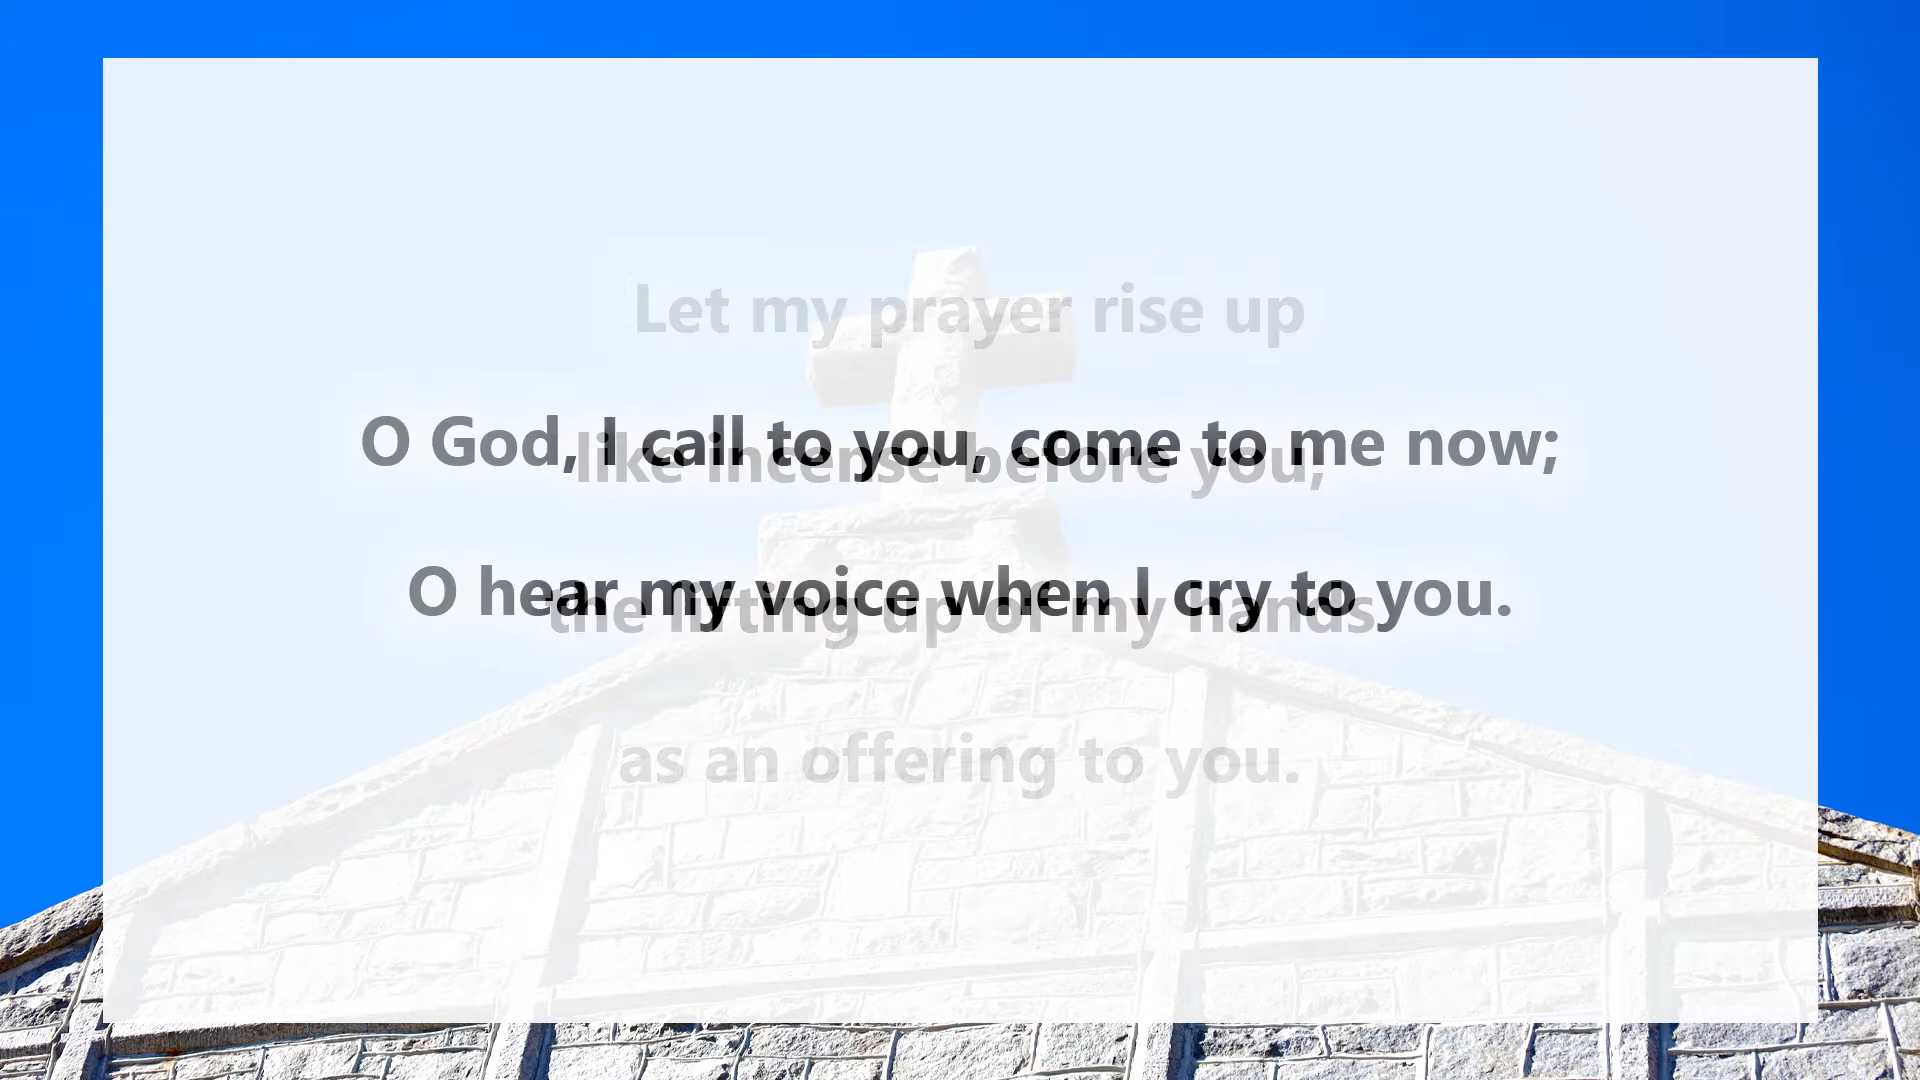 Let my prayer rise up
like incense before you,
the lifting up of my hands
as an offering to you.
O God, I call to you, come to me now;
O hear my voice when I cry to you.